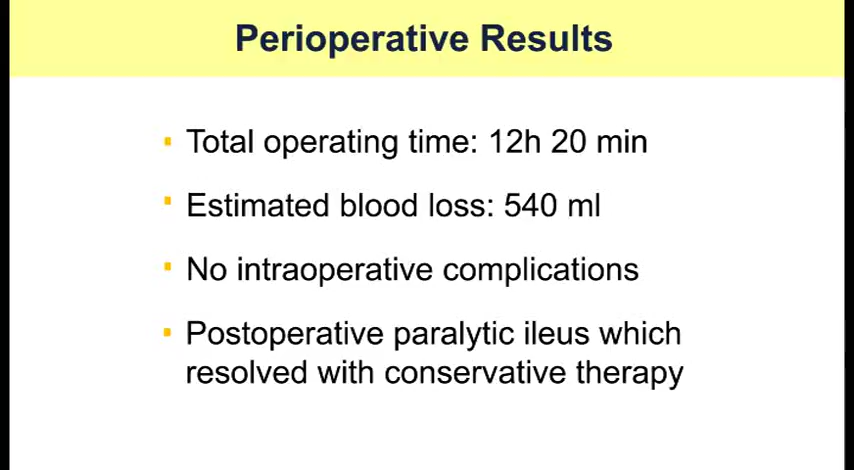 Perioperative Results
Total operating time: 12h 20 min
Estimated blood loss: 540 ml
No intraoperative complications
Postoperative paralytic ileus which
resolved with conservative therapy